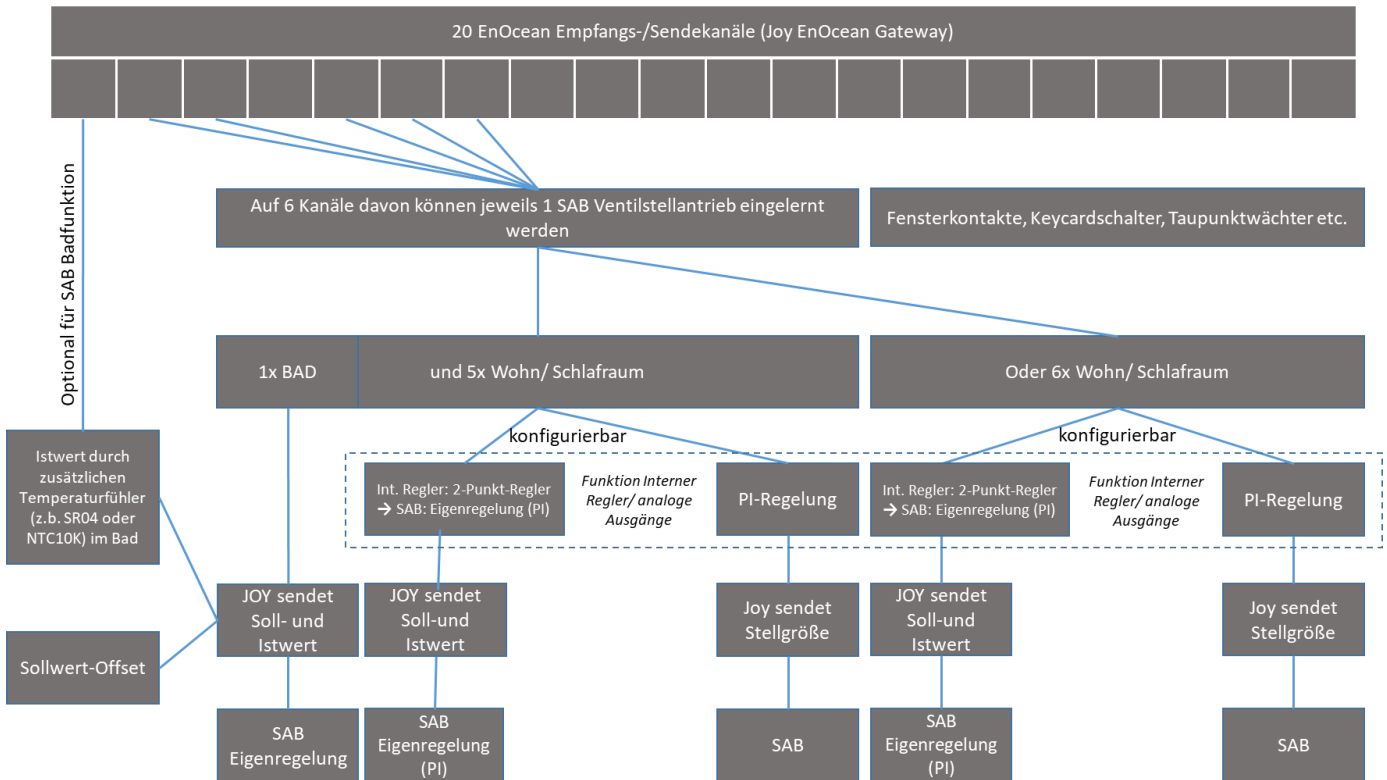 20 EnOcean Empfangs-/Sendekanäle (Joy EnOcean Gateway)
Optional für SAB Badfunktion
Auf 6 Kanäle davon können jeweils 1 SAB Ventilstellantrieb eingelernt
werden
Fensterkontakte, Keycardschalter, Taupunktwächter etc.
1x BAD
und 5x Wohn/ Schlafraum
Oder 6x Wohn/ Schlafraum
konfigurierbar
konfigurierbar
Istwert durch
zusätzlichen
Temperaturfühler
(z.b. SR04 oder
NTC10K) im Bad
Int. Regler: 2-Punkt-Regler
→ SAB: Eigenregelung (PI)
Funktion Interner
Regler/ analoge
Ausgänge
PI-Regelung
Int. Regler: 2-Punkt-Regler
→ SAB: Eigenregelung (PI)
Funktion Interner
Regler/ analoge
Ausgänge
PI-Regelung
Sollwert-Offset
JOY sendet
Soll- und
Istwert
JOY sendet
Soll-und
Istwert
Joy sendet
Stellgröße
JOY sendet
Soll-und
Istwert
Joy sendet
Stellgröße
SAB
Eigenregelung
SAB
Eigenregelung
(PI)
SAB
SAB
Eigenregelung
(PI)
SAB